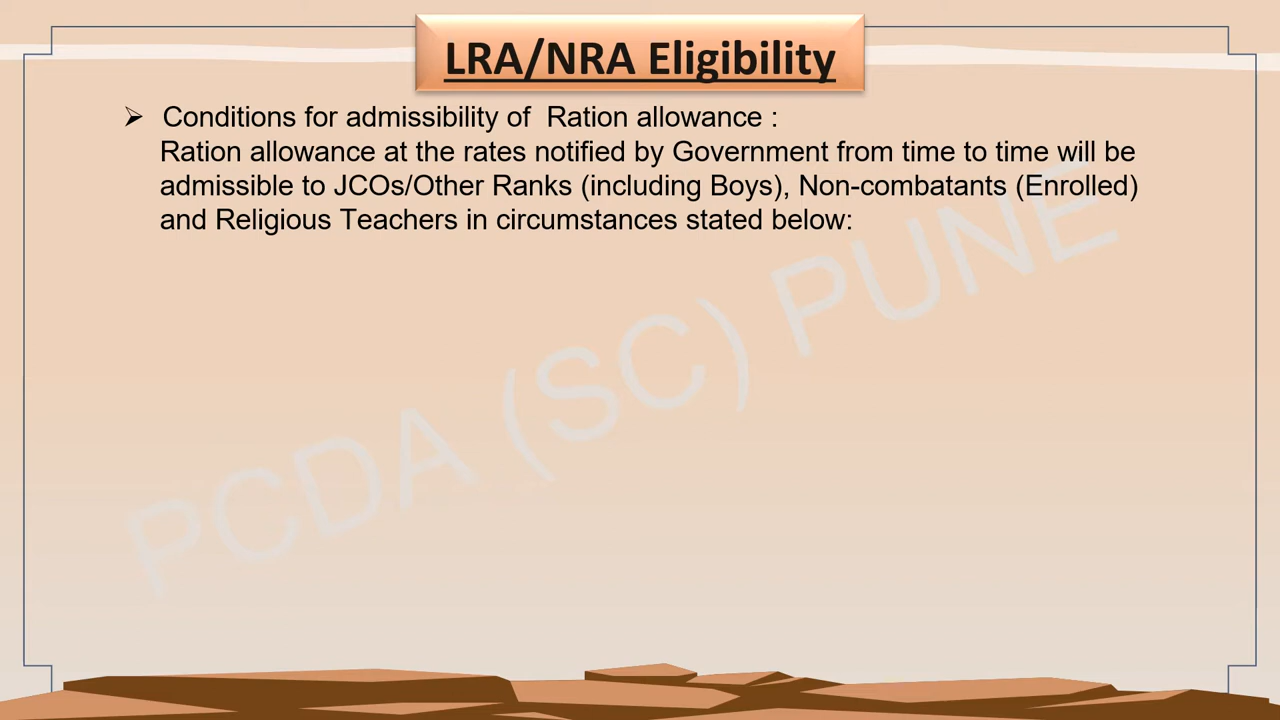 LRA/NRA Eligibility
➢ Conditions for admissibility of Ration allowance :
Ration allowance at the rates notified by Government from time to time will be
admissible to JCOs/Other Ranks (including Boys), Non-combatants (Enrolled)
and Religious Teachers in circumstances stated below:
PCDA (SC) PUNE